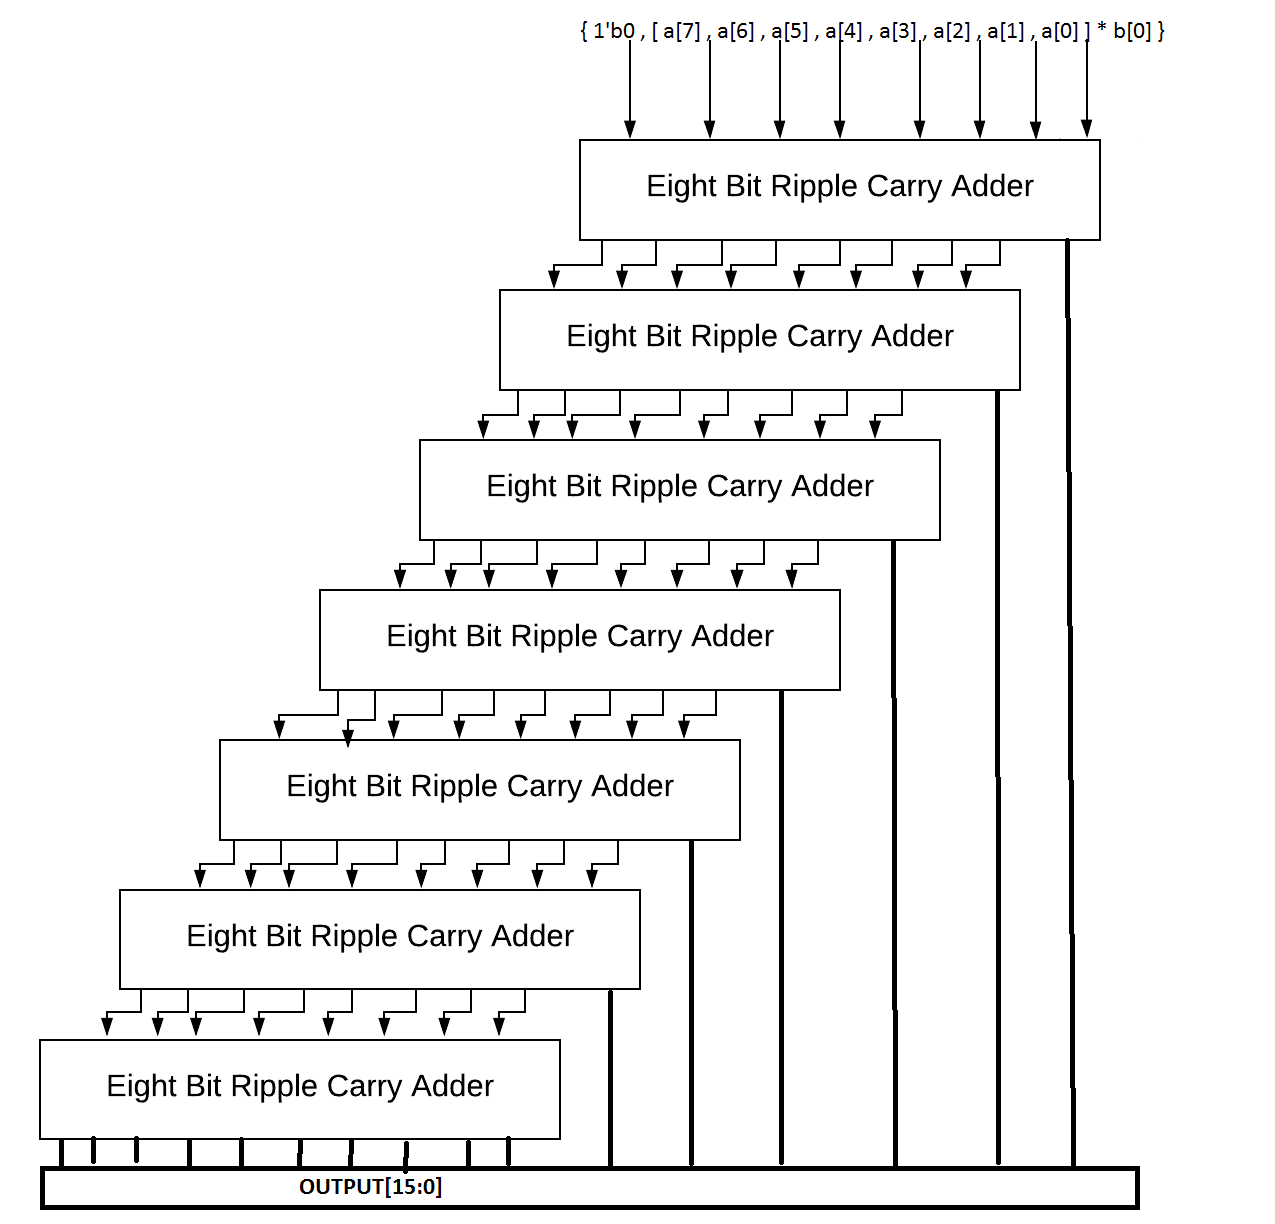 { 1'b0 , [ a[7] , a[6] , a[5] , a[4] , a[3] , a[2] , a[1] , a[0] ] * b[0] }
Eight Bit Ripple Carry Adder
Eight Bit Ripple Carry Adder
Eight Bit Ripple Carry Adder
Eight Bit Ripple Carry Adder
Eight Bit Ripple Carry Adder
Eight Bit Ripple Carry Adder
Eight Bit Ripple Carry Adder
OUTPUT[15:0]